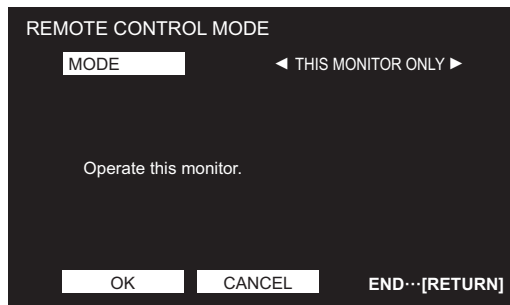 REMOTE CONTROL MODE
MODE ◄ THIS MONITOR ONLY ►
Operate this monitor.
OK CANCEL END···[RETURN]